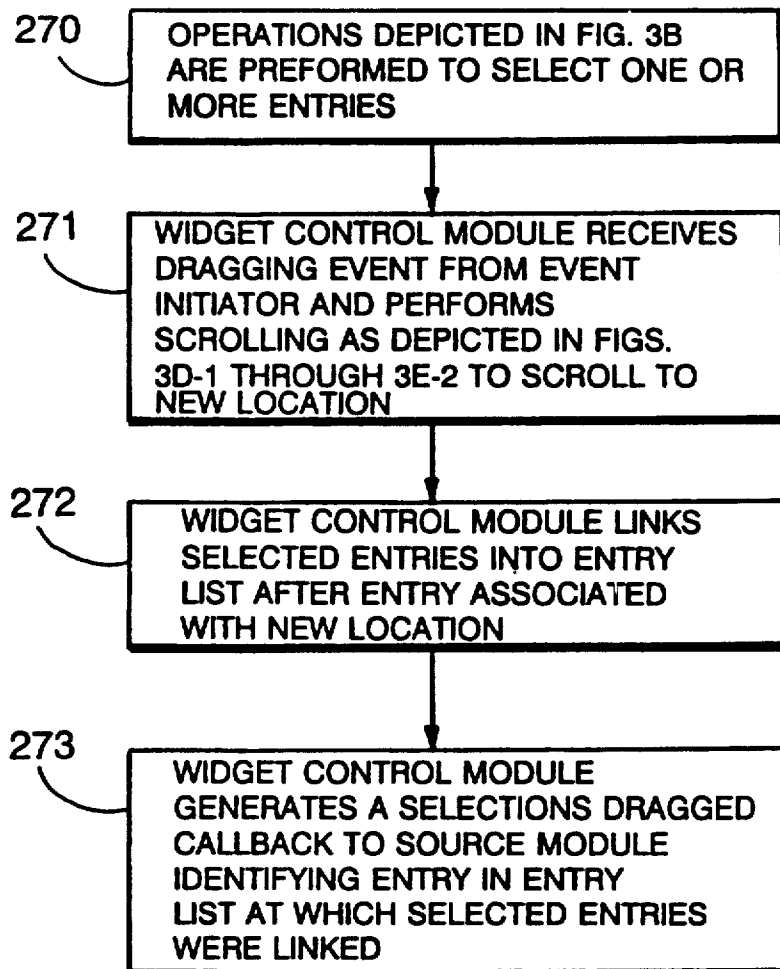 270
OPERATIONS DEPICTED IN FIG. 3B
ARE PREFORMED TO SELECT ONE OR
MORE ENTRIES
271
WIDGET CONTROL MODULE RECEIVES
DRAGGING EVENT FROM EVENT
INITIATOR AND PERFORMS
SCROLLING AS DEPICTED IN FIGS.
3D-1 THROUGH 3E-2 TO SCROLL TO
NEW LOCATION
272
WIDGET CONTROL MODULE LINKS
SELECTED ENTRIES INTO ENTRY
LIST AFTER ENTRY ASSOCIATED
WITH NEW LOCATION
273
WIDGET CONTROL MODULE
GENERATES A SELECTIONS DRAGGED
CALLBACK TO SOURCE MODULE
IDENTIFYING ENTRY IN ENTRY
LIST AT WHICH SELECTED ENTRIES
WERE LINKED